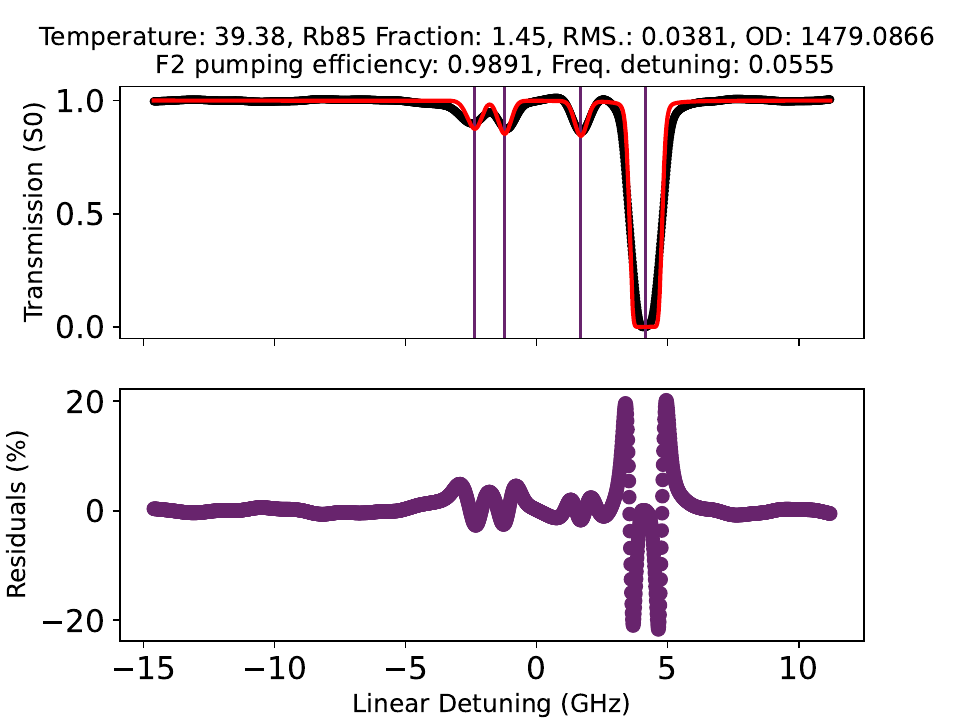 Temperature: 39.38, Rb85 Fraction: 1.45, RMS.: 0.0381, OD: 1479.0866
F2 pumping efficiency: 0.9891, Freq. detuning: 0.0555
Transmission (S0)
1.0
0.5
0.0
Residuals (%)
20
0
−20
−15
−10
−5
0
5
10
Linear Detuning (GHz)